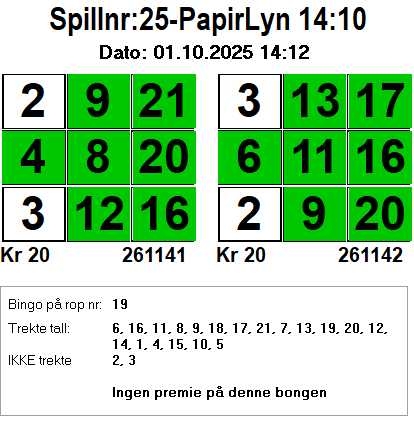 Spillnr:25-PapirLyn 14:10
Dato: 01.10.2025 14:12
2 9 21 3 13 17
4 8 20 6 11 16
3 12 16 2 9 20
Kr 20 261141 Kr 20 261142
Bingo på rop nr: 19
Trekte tall: 6, 16, 11, 8, 9, 18, 17, 21, 7, 13, 19, 20, 12,
14, 1, 4, 15, 10, 5
IKKE trekte 2, 3
Ingen premie på denne bongen